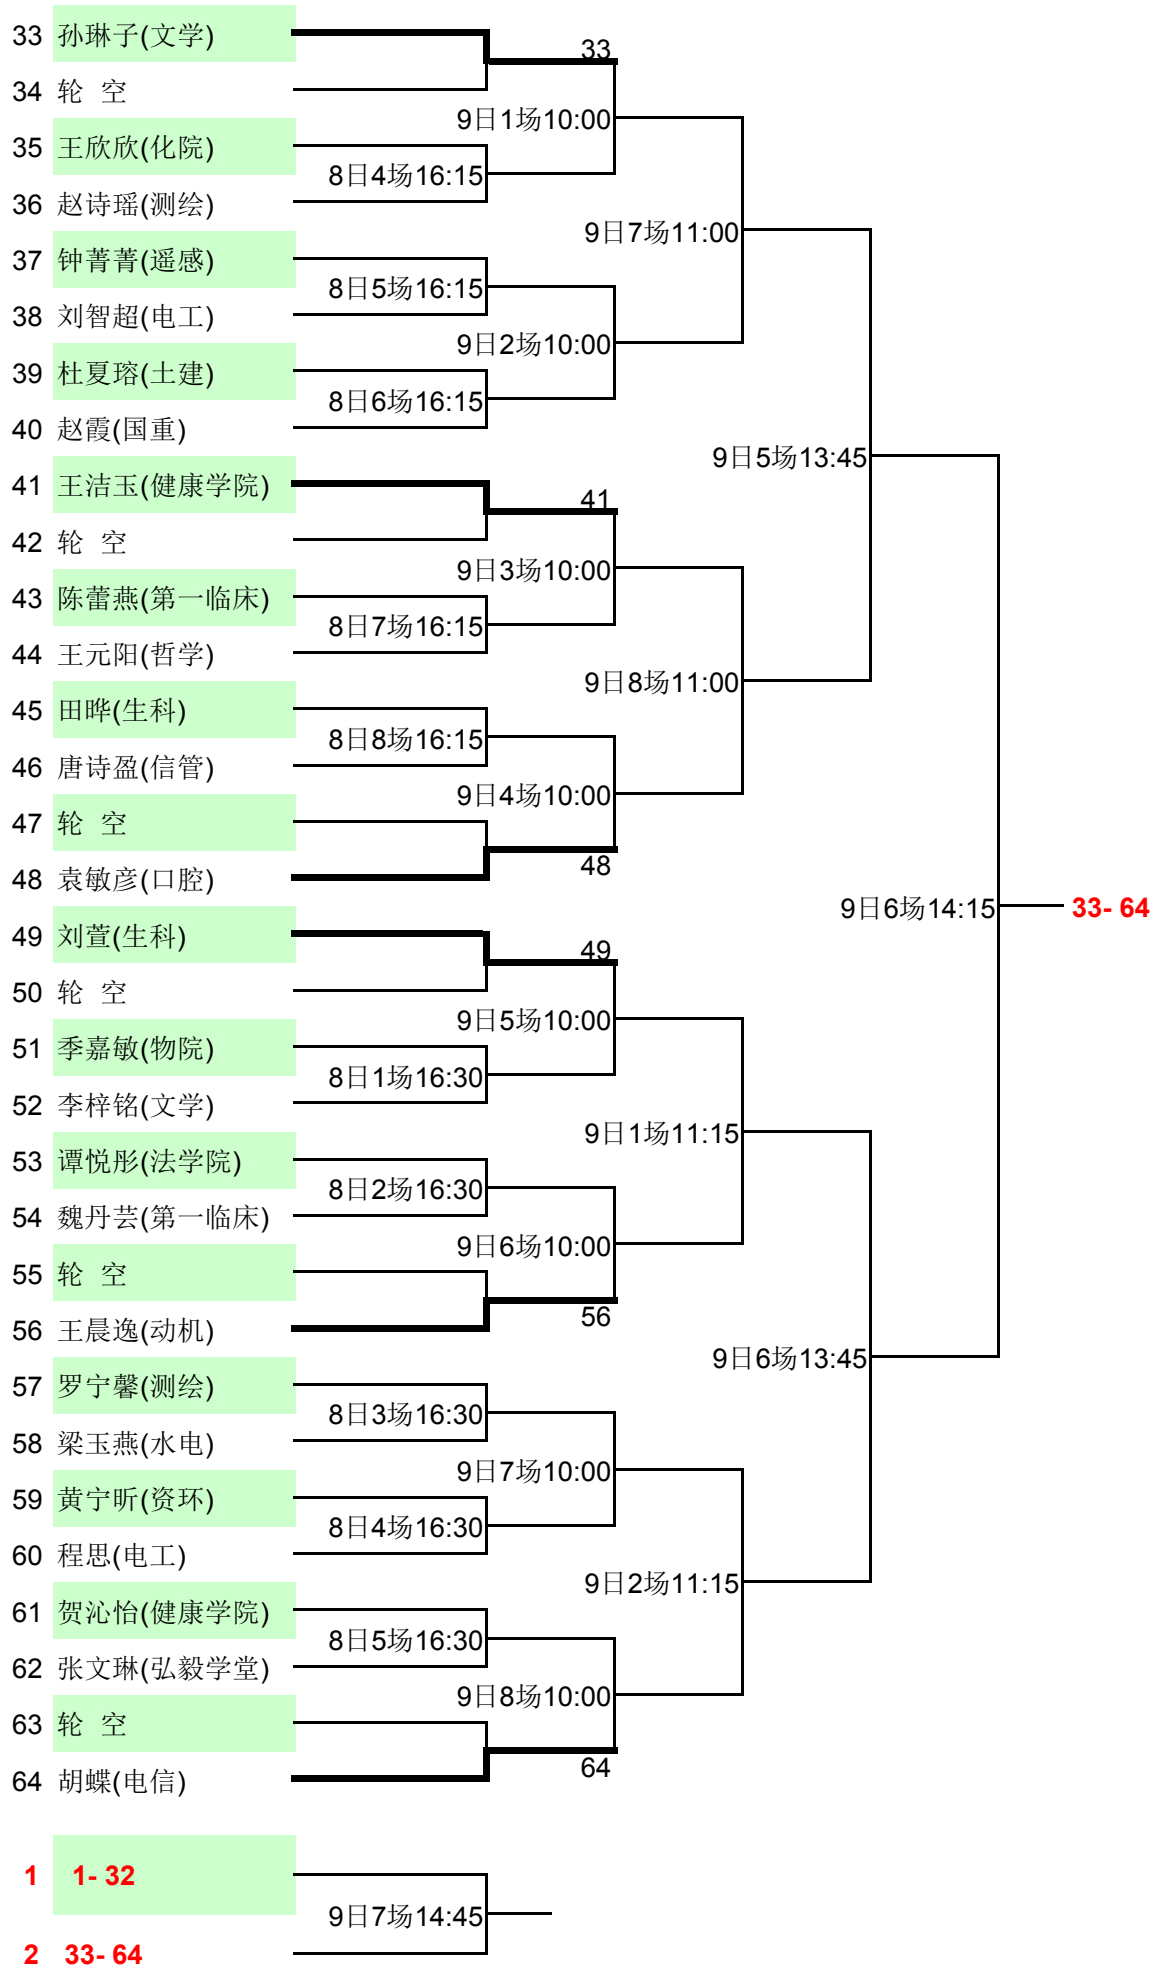 33 孙琳子(文学)
33
34 轮 空
9日1场10:00
35 王欣欣(化院)
8日4场16:15
36 赵诗瑶(测绘)
9日7场11:00
37 钟菁菁(遥感)
8日5场16:15
38 刘智超(电工)
9日2场10:00
39 杜夏瑢(土建)
8日6场16:15
40 赵霞(国重)
9日5场13:45
41 王洁玉(健康学院)
41
42 轮 空
9日3场10:00
43 陈蕾燕(第一临床)
8日7场16:15
44 王元阳(哲学)
9日8场11:00
45 田晔(生科)
8日8场16:15
46 唐诗盈(信管)
9日4场10:00
47 轮 空
48
48 袁敏彦(口腔)
9日6场14:15 33- 64
49 刘萱(生科)
49
50 轮 空
9日5场10:00
51 季嘉敏(物院)
8日1场16:30
52 李梓铭(文学)
9日1场11:15
53 谭悦彤(法学院)
8日2场16:30
54 魏丹芸(第一临床)
9日6场10:00
55 轮 空
56
56 王晨逸(动机)
9日6场13:45
57 罗宁馨(测绘)
8日3场16:30
58 梁玉燕(水电)
9日7场10:00
59 黄宁昕(资环)
8日4场16:30
60 程思(电工)
9日2场11:15
61 贺沁怡(健康学院)
8日5场16:30
62 张文琳(弘毅学堂)
9日8场10:00
63 轮 空
64
64 胡蝶(电信)
1 1- 32
9日7场14:45
2 33- 64